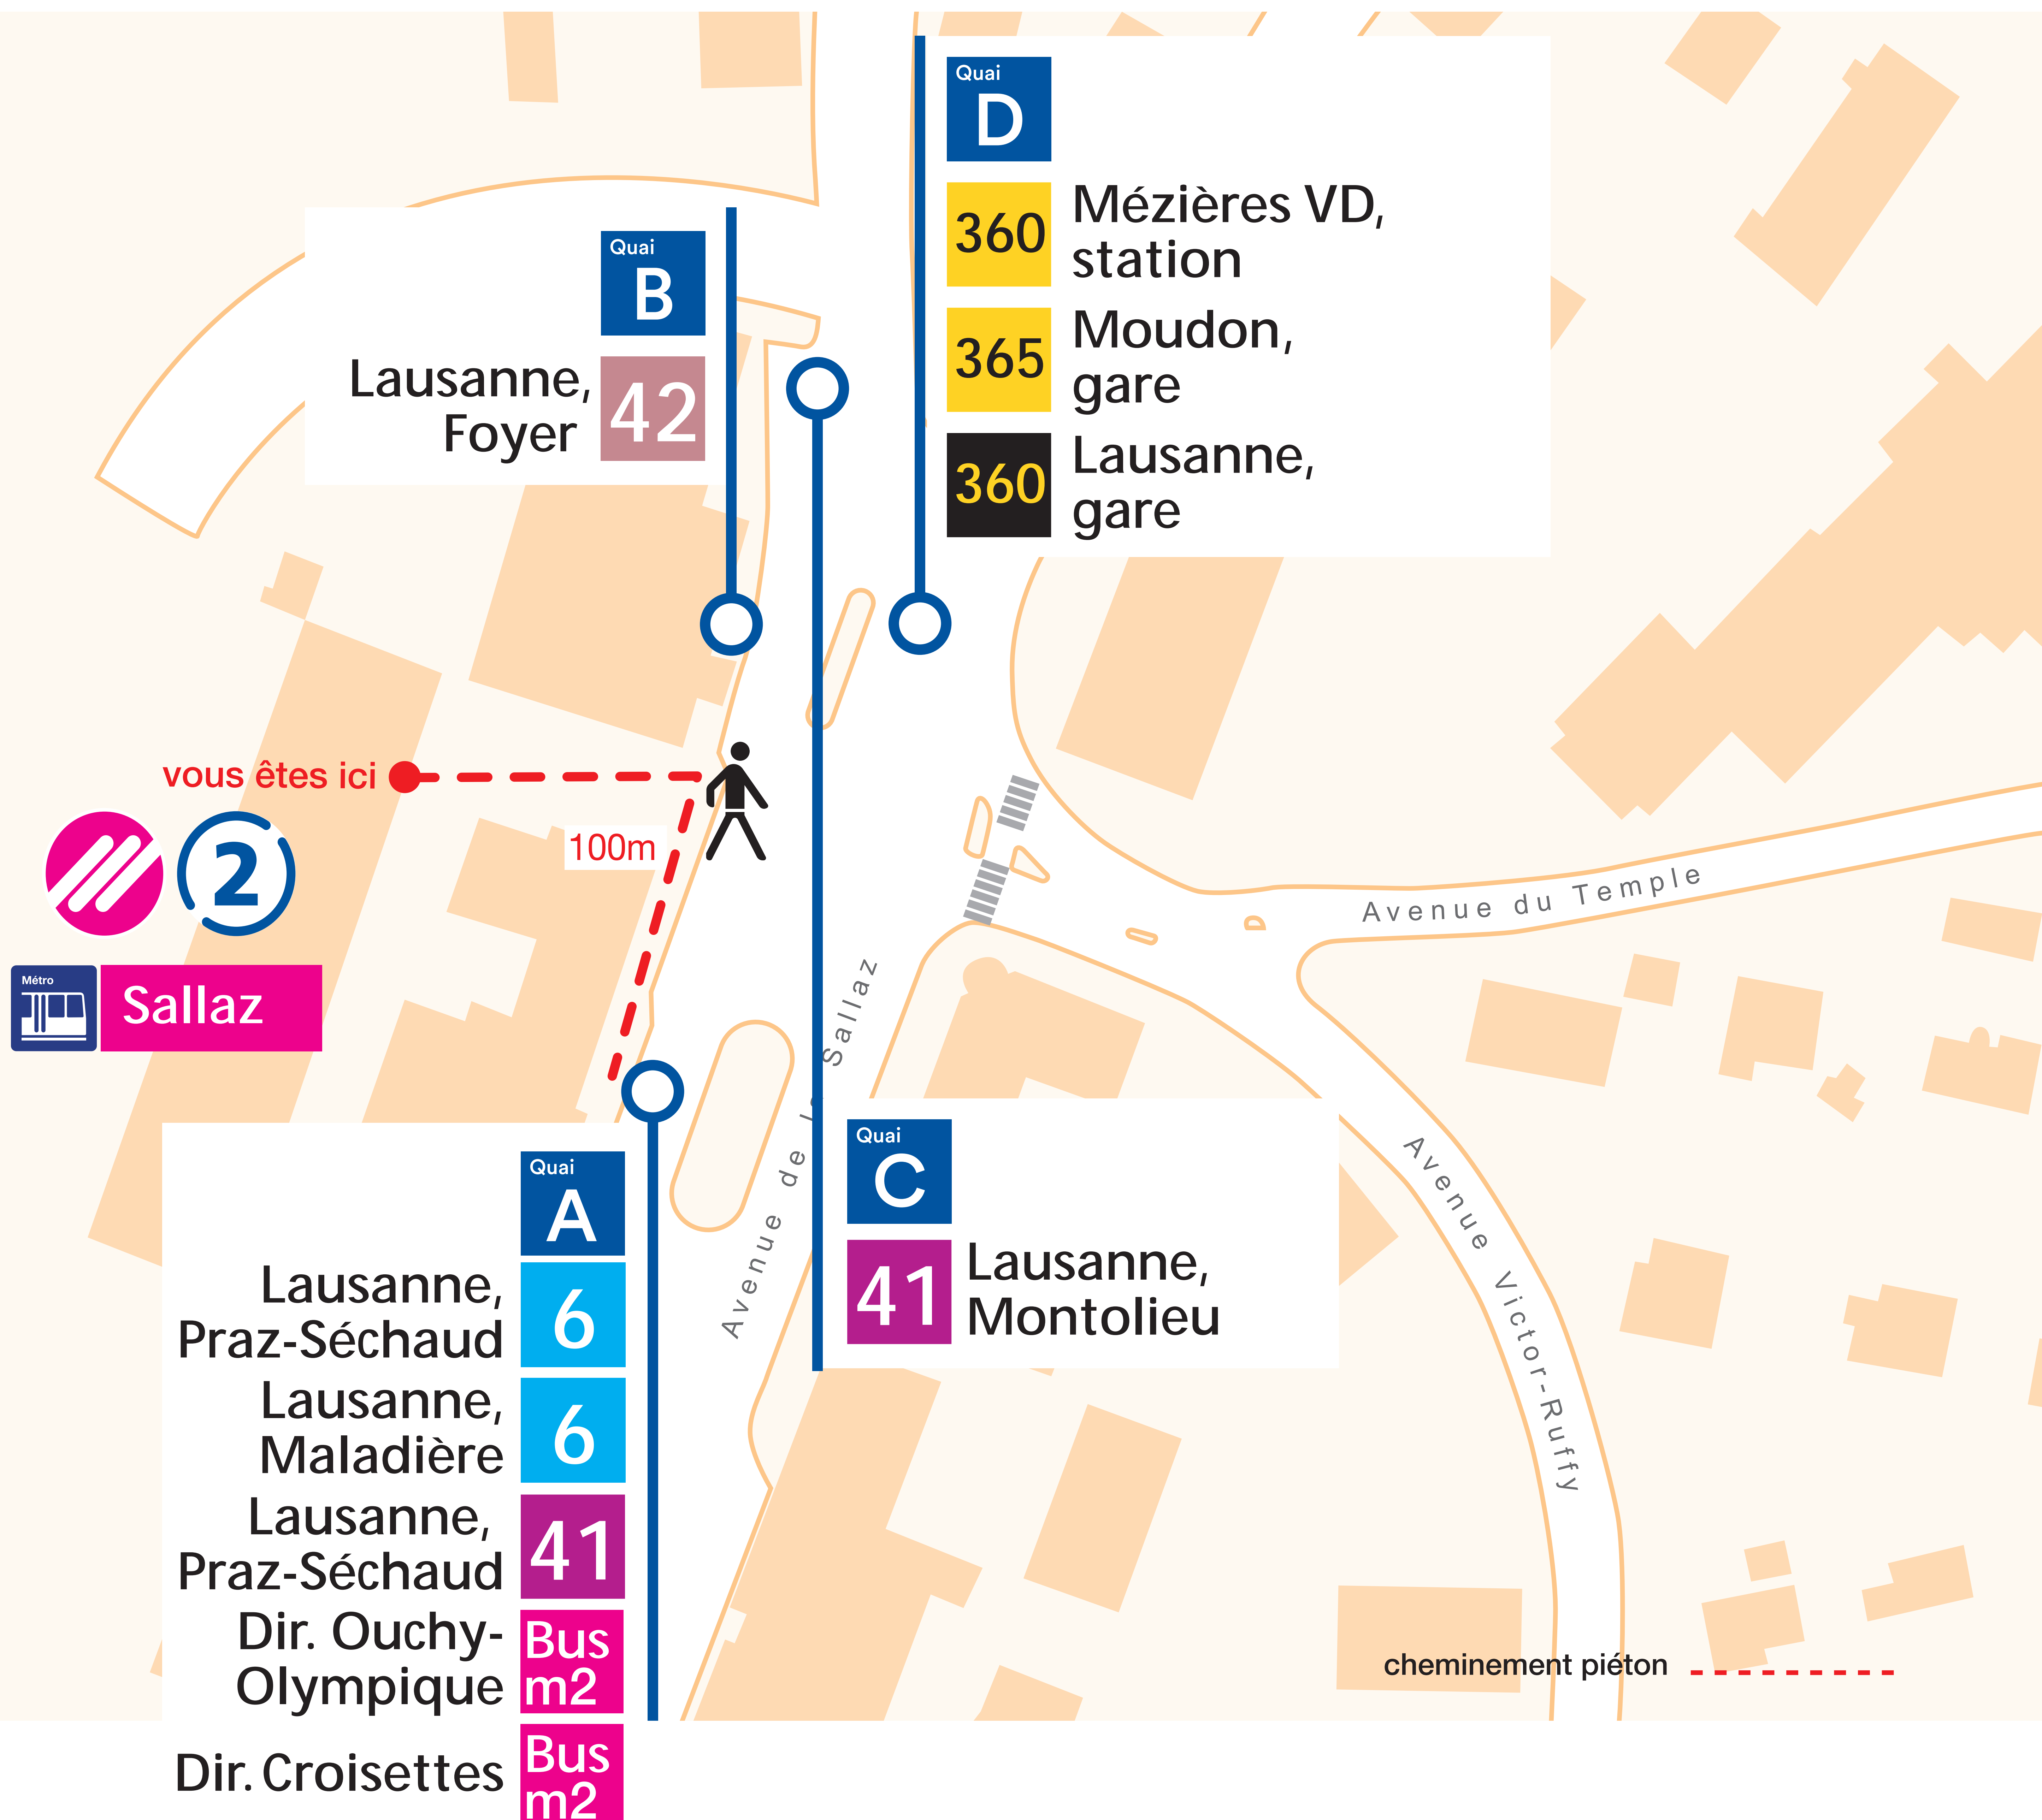 Quai
D
360
Mézières VD,
station
365
Moudon,
gare
360
Lausanne,
gare
Quai
B
Lausanne,
Foyer
42
vous êtes ici
100m
2
Métro
Sallaz
Avenue du Temple
Avenue de la Sallaz
Avenue Victor-Ruffy
Quai
C
41
Lausanne,
Montolieu
Quai
A
Lausanne,
Praz-Séchaud
6
Lausanne,
Maladière
6
Lausanne,
Praz-Séchaud
41
Dir. Ouchy-
Olympique
Bus
m2
Dir. Croisettes
Bus
m2
cheminement piéton